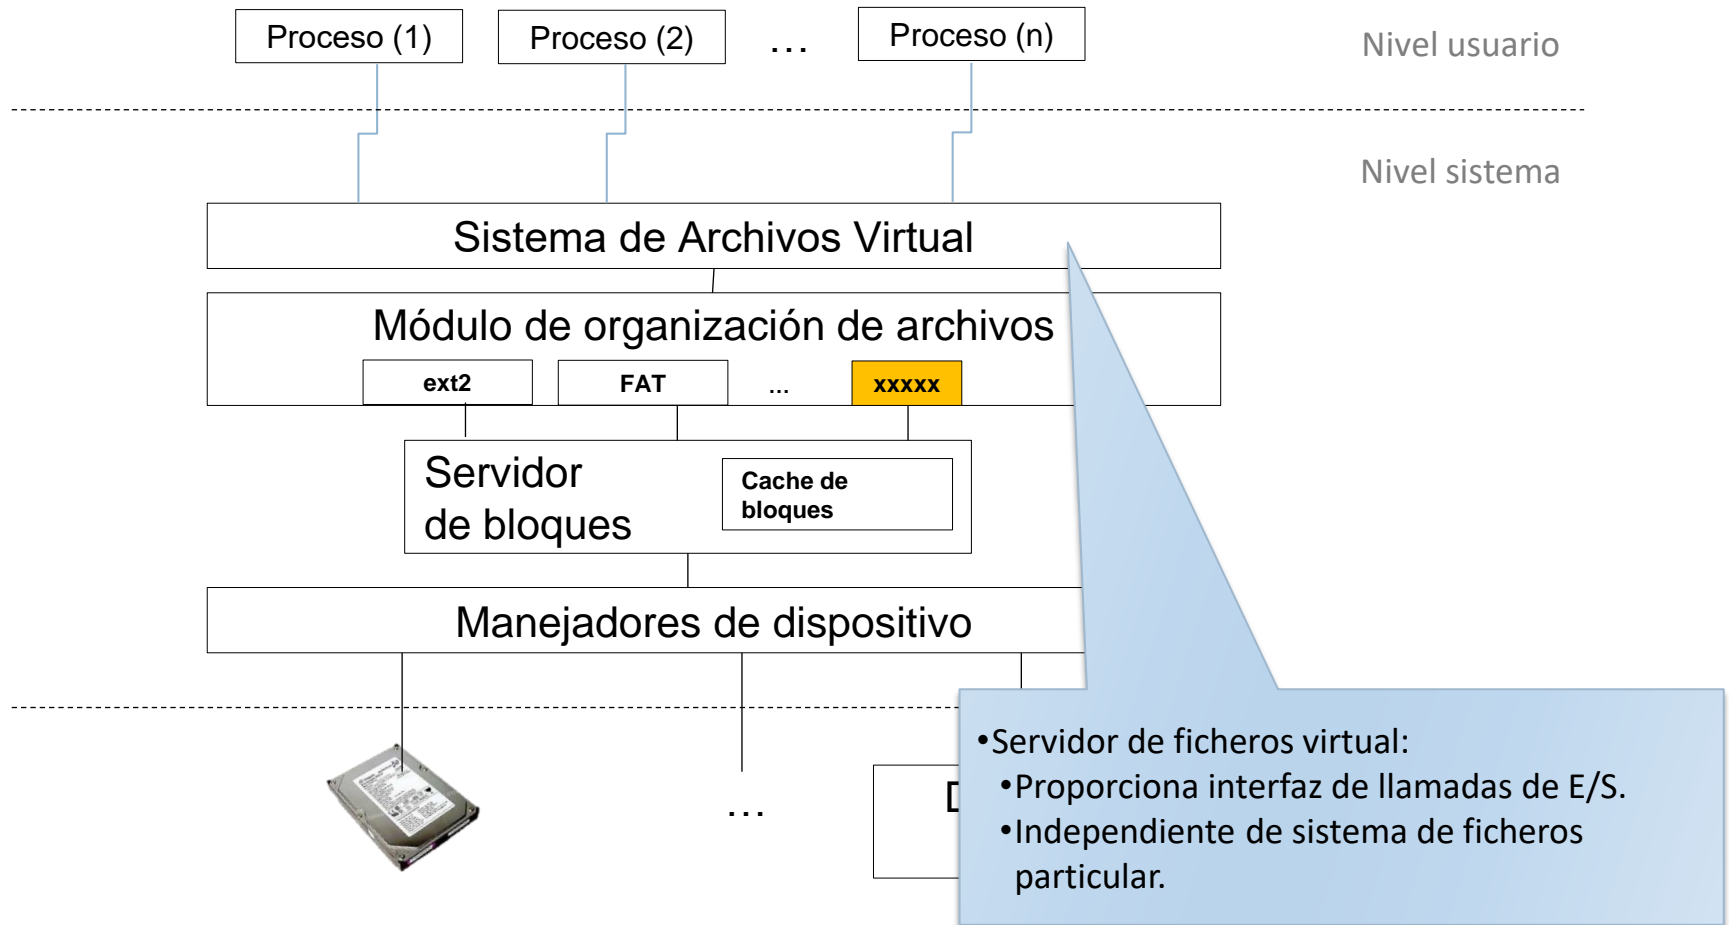 Proceso (1)
Proceso (2)
...
Proceso (n)
Nivel usuario
Nivel sistema
Sistema de Archivos Virtual
Módulo de organización de archivos
ext2
FAT
...
xxxxx
Servidor
de bloques
Cache de
bloques
Manejadores de dispositivo
...
•Servidor de ficheros virtual:
•Proporciona interfaz de llamadas de E/S.
•Independiente de sistema de ficheros
particular.